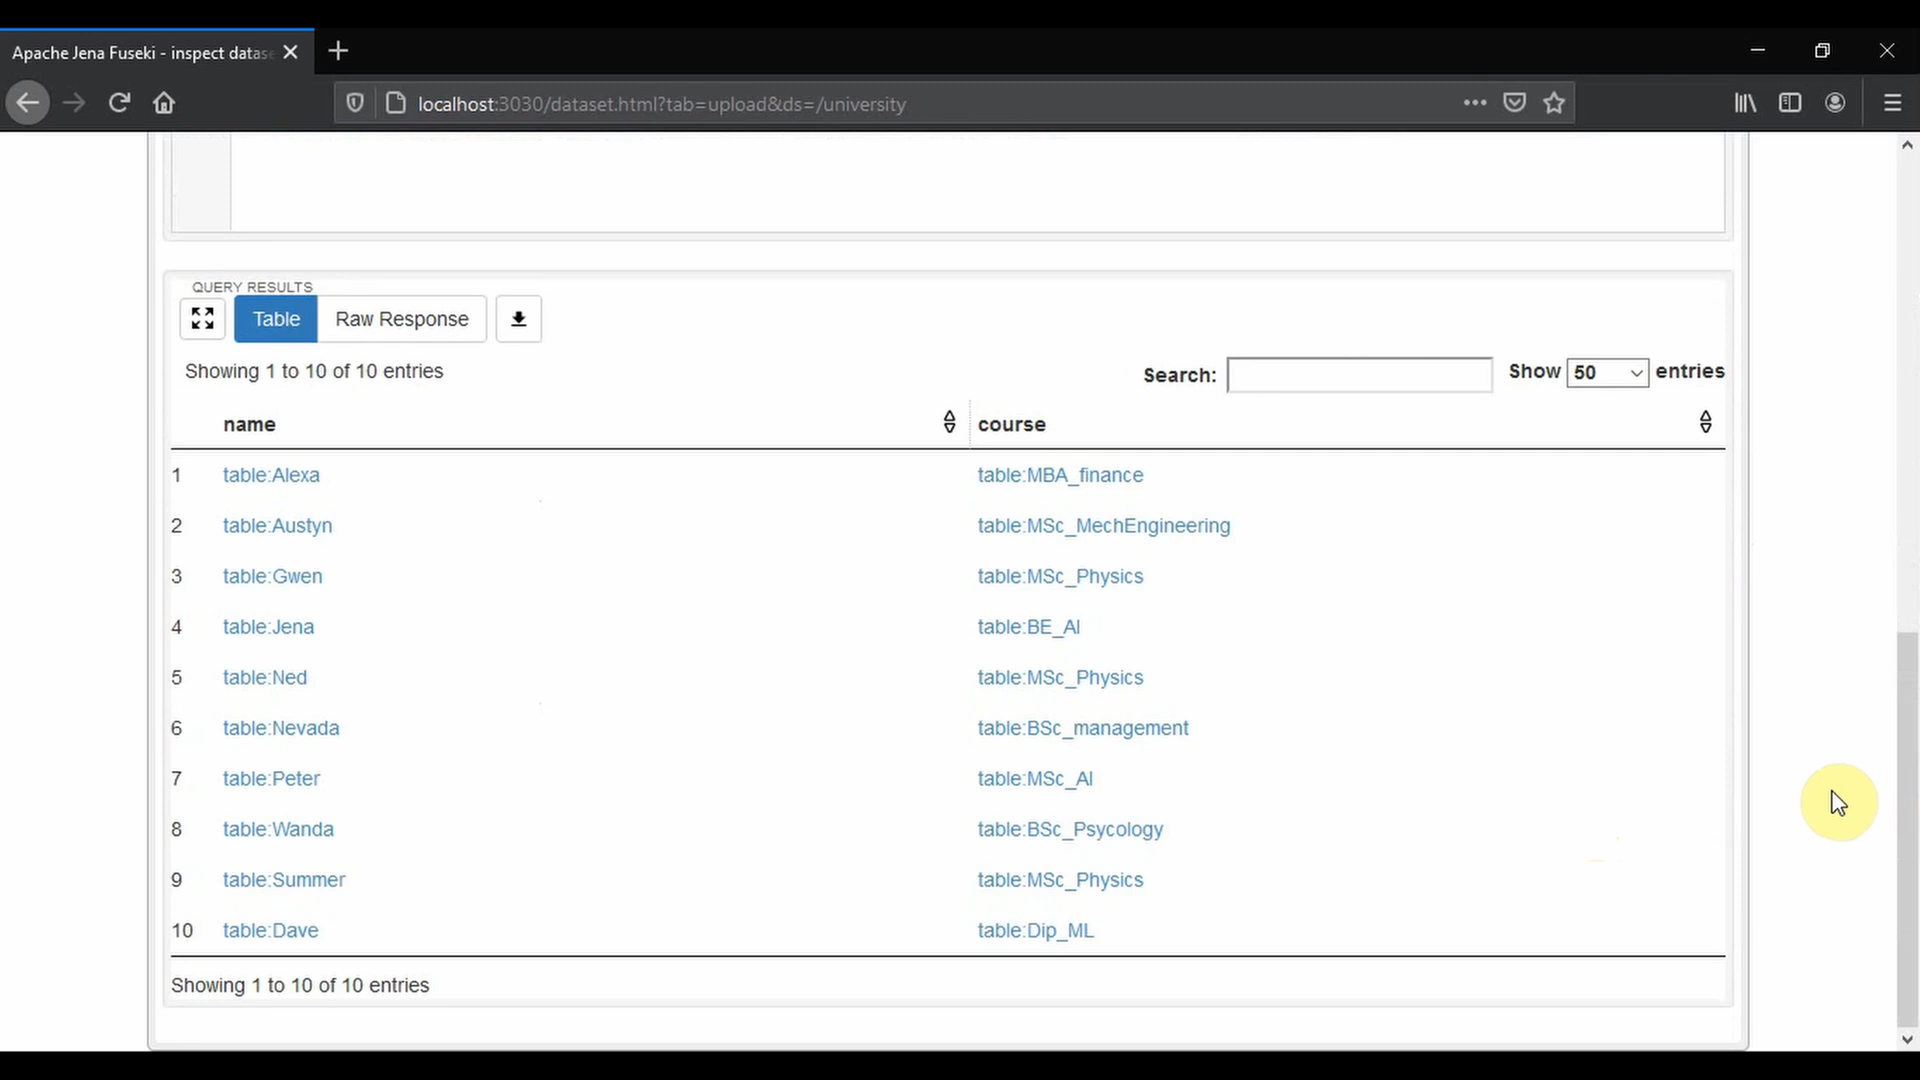 Apache Jena Fuseki - inspect datase
localhost:3030/dataset.html?tab=upload&ds=/university
QUERY RESULTS
Table Raw Response
Showing 1 to 10 of 10 entries
Search: Show 50 entries
name course
1 table:Alexa table:MBA_finance
2 table:Austyn table:MSc_MechEngineering
3 table:Gwen table:MSc_Physics
4 table:Jena table:BE_AI
5 table:Ned table:MSc_Physics
6 table:Nevada table:BSc_management
7 table:Peter table:MSc_AI
8 table:Wanda table:BSc_Psycology
9 table:Summer table:MSc_Physics
10 table:Dave table:Dip_ML
Showing 1 to 10 of 10 entries